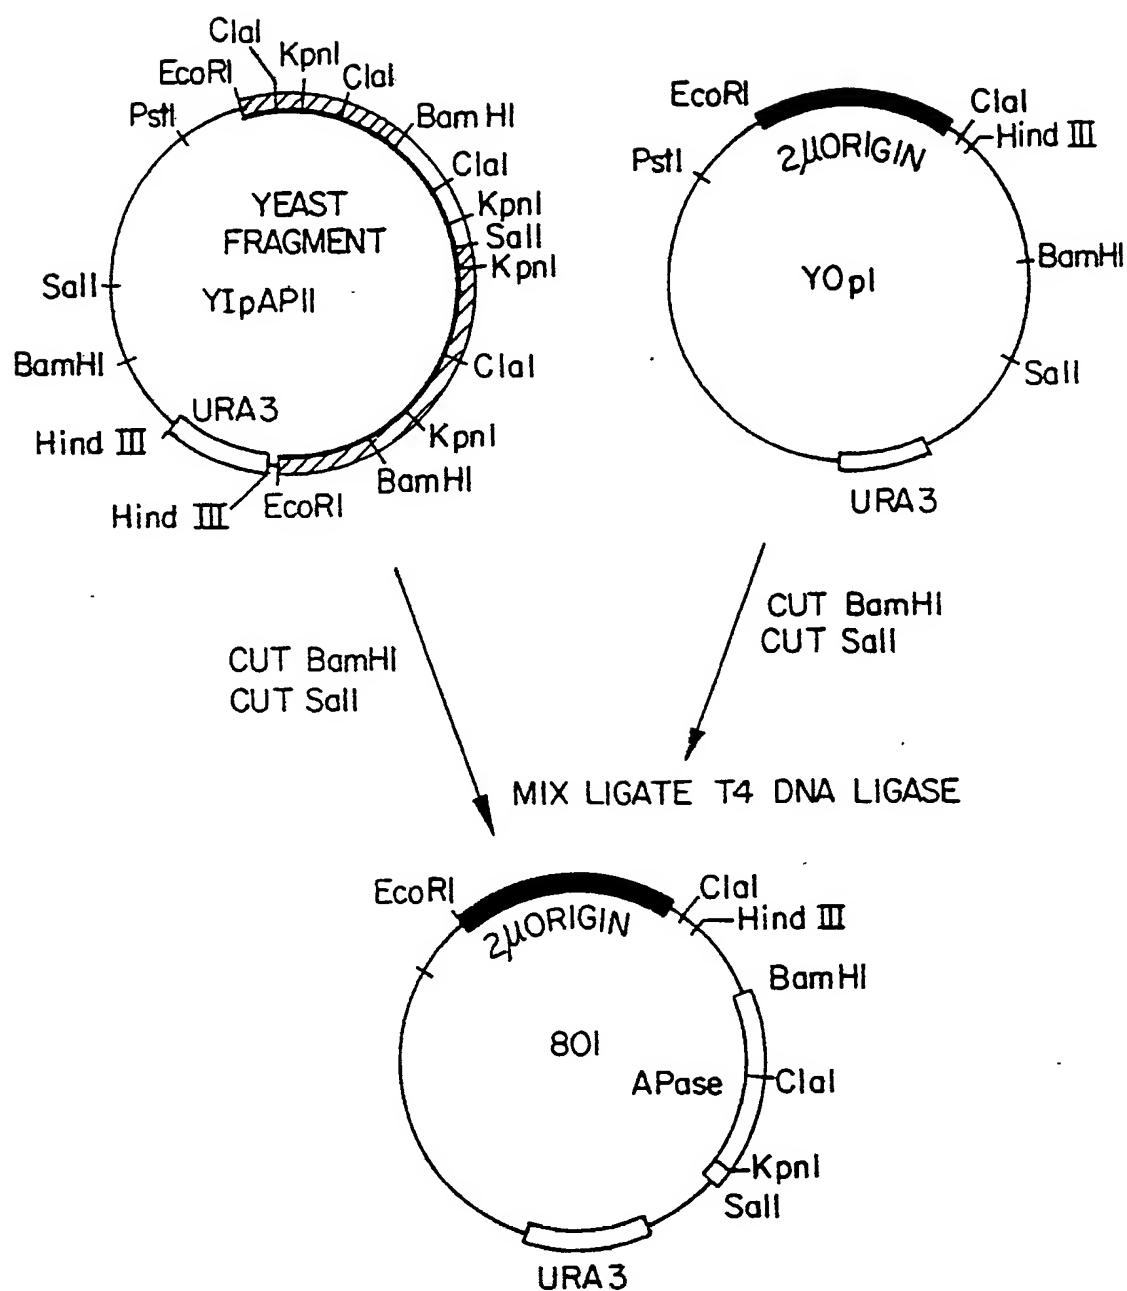 ClaI
KpnI
EcoRI
ClaI
PstI
Bam HI
ClaI
KpnI
SalI
KpnI
YEAST
FRAGMENT
YIpAPII
SalI
BamHI
ClaI
URA3
Hind III
KpnI
BamHI
Hind III
EcoRI
EcoRI
ClaI
Hind III
2μORIGIN
PstI
BamHI
YOpI
SalI
URA3
CUT BamHI
CUT SalI
CUT BamHI
CUT SalI
MIX LIGATE T4 DNA LIGASE
EcoRI
ClaI
Hind III
2μORIGIN
BamHI
80I
APase
ClaI
KpnI
SalI
URA3